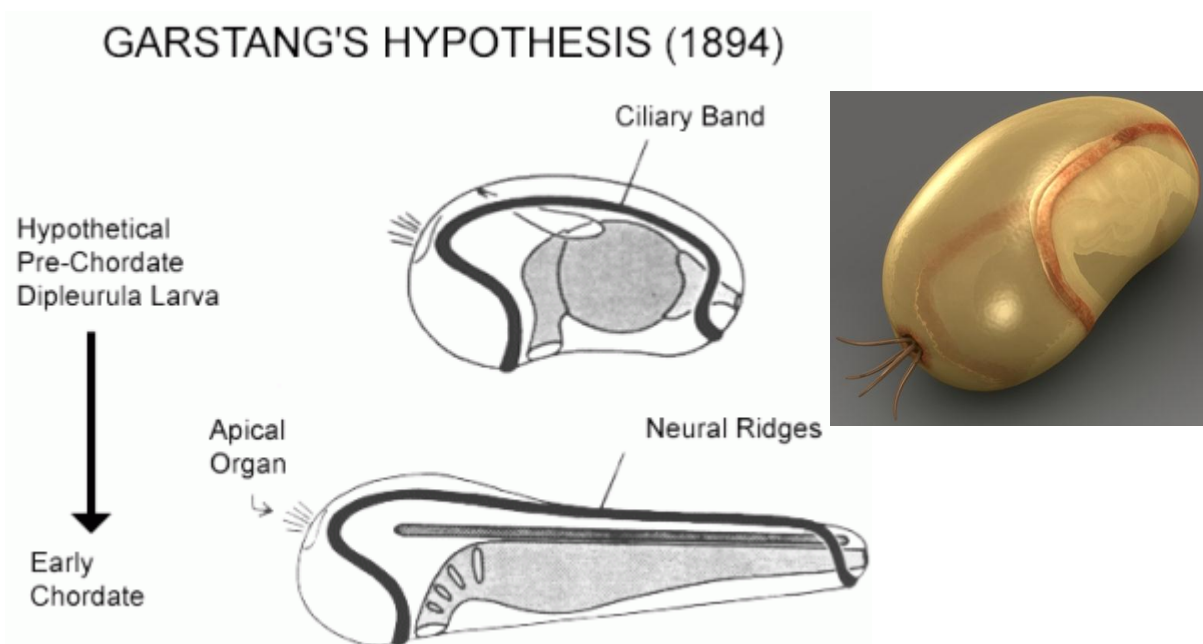 GARSTANG'S HYPOTHESIS (1894)
Ciliary Band
Hypothetical
Pre-Chordate
Dipleurula Larva
Apical
Organ
Neural Ridges
Early
Chordate